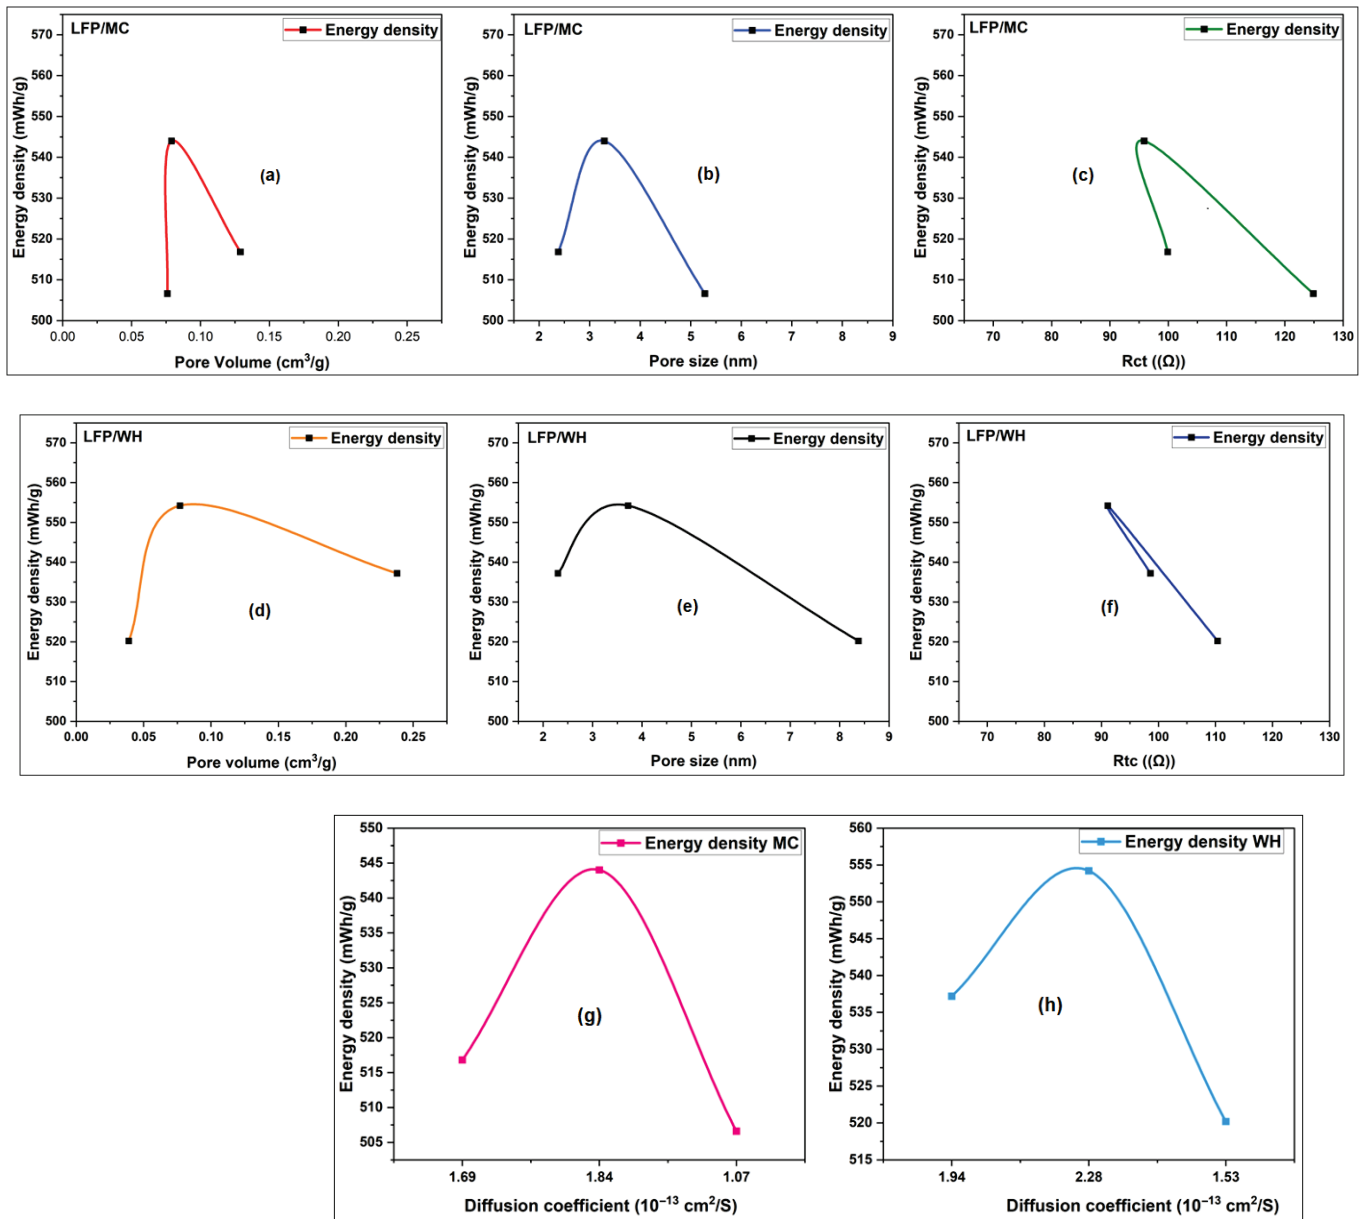 LFP/MC
Energy density
570
560
550
540
530
520
510
500
Energy density (mWh/g)
(a)
0.00 0.05 0.10 0.15 0.20 0.25
Pore Volume (cm³/g)
LFP/MC
Energy density
570
560
550
540
530
520
510
500
Energy density (mWh/g)
(b)
2 3 4 5 6 7 8 9
Pore size (nm)
LFP/MC
Energy density
570
560
550
540
530
520
510
500
Energy density (mWh/g)
(c)
70 80 90 100 110 120 130
Rct ((Ω))
LFP/WH
Energy density
570
560
550
540
530
520
510
500
Energy density (mWh/g)
(d)
0.00 0.05 0.10 0.15 0.20 0.25
Pore volume (cm³/g)
LFP/WH
Energy density
570
560
550
540
530
520
510
500
Energy density (mWh/g)
(e)
2 3 4 5 6 7 8 9
Pore size (nm)
LFP/WH
Energy density
570
560
550
540
530
520
510
500
Energy density (mWh/g)
(f)
70 80 90 100 110 120 130
Rtc ((Ω))
Energy density MC
550
545
540
535
530
525
520
515
510
505
Energy density (mWh/g)
(g)
1.69 1.84 1.07
Diffusion coefficient (10⁻¹³ cm²/S)
Energy density WH
560
555
550
545
540
535
530
525
520
515
Energy density (mWh/g)
(h)
1.94 2.28 1.53
Diffusion coefficient (10⁻¹³ cm²/S)